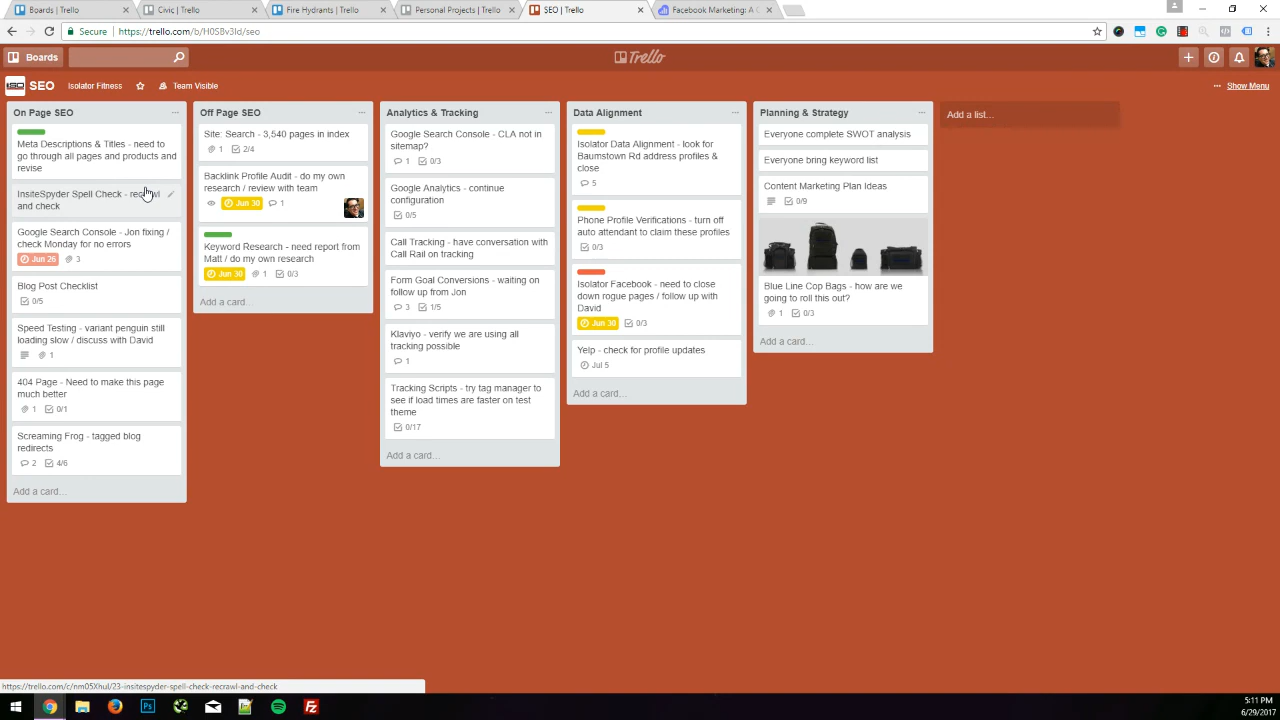 Boards | Trello
Civic | Trello
Fire Hydrants | Trello
Personal Projects | Trello
SEO | Trello
Facebook Marketing: A C
Secure
https://trello.com/b/H0SBv3Id/seo
Boards
Trello
SEO
Isolator Fitness
Team Visible
Show Menu
On Page SEO
Meta Descriptions & Titles - need to
go through all pages and products and
revise
InsiteSpyder Spell Check - recrawl
and check
Google Search Console - Jon fixing /
check Monday for no errors
Jun 26
3
Blog Post Checklist
0/5
Speed Testing - variant penguin still
loading slow / discuss with David
1
404 Page - Need to make this page
much better
1 0/1
Screaming Frog - tagged blog
redirects
2 4/6
Add a card...
Off Page SEO
Site: Search - 3,540 pages in index
1 2/4
Backlink Profile Audit - do my own
research / review with team
Jun 30 1
Keyword Research - need report from
Matt / do my own research
Jun 30 1 0/3
Add a card...
Analytics & Tracking
Google Search Console - CLA not in
sitemap?
1 0/3
Google Analytics - continue
configuration
0/5
Call Tracking - have conversation with
Call Rail on tracking
Form Goal Conversions - waiting on
follow up from Jon
3 1/5
Klaviyo - verify we are using all
tracking possible
1
Tracking Scripts - try tag manager to
see if load times are faster on test
theme
0/17
Add a card...
Data Alignment
Isolator Data Alignment - look for
Baumstown Rd address profiles &
close
5
Phone Profile Verifications - turn off
auto attendant to claim these profiles
0/3
Isolator Facebook - need to close
down rogue pages / follow up with
David
Jun 30 0/3
Yelp - check for profile updates
Jul 5
Add a card...
Planning & Strategy
Everyone complete SWOT analysis
Everyone bring keyword list
Content Marketing Plan Ideas
0/9
Blue Line Cop Bags - how are we
going to roll this out?
1 0/3
Add a card...
Add a list...
https://trello.com/c/nm05Xhul/23-insitespyder-spell-check-recrawl-and-check
5:11 PM
6/29/2017